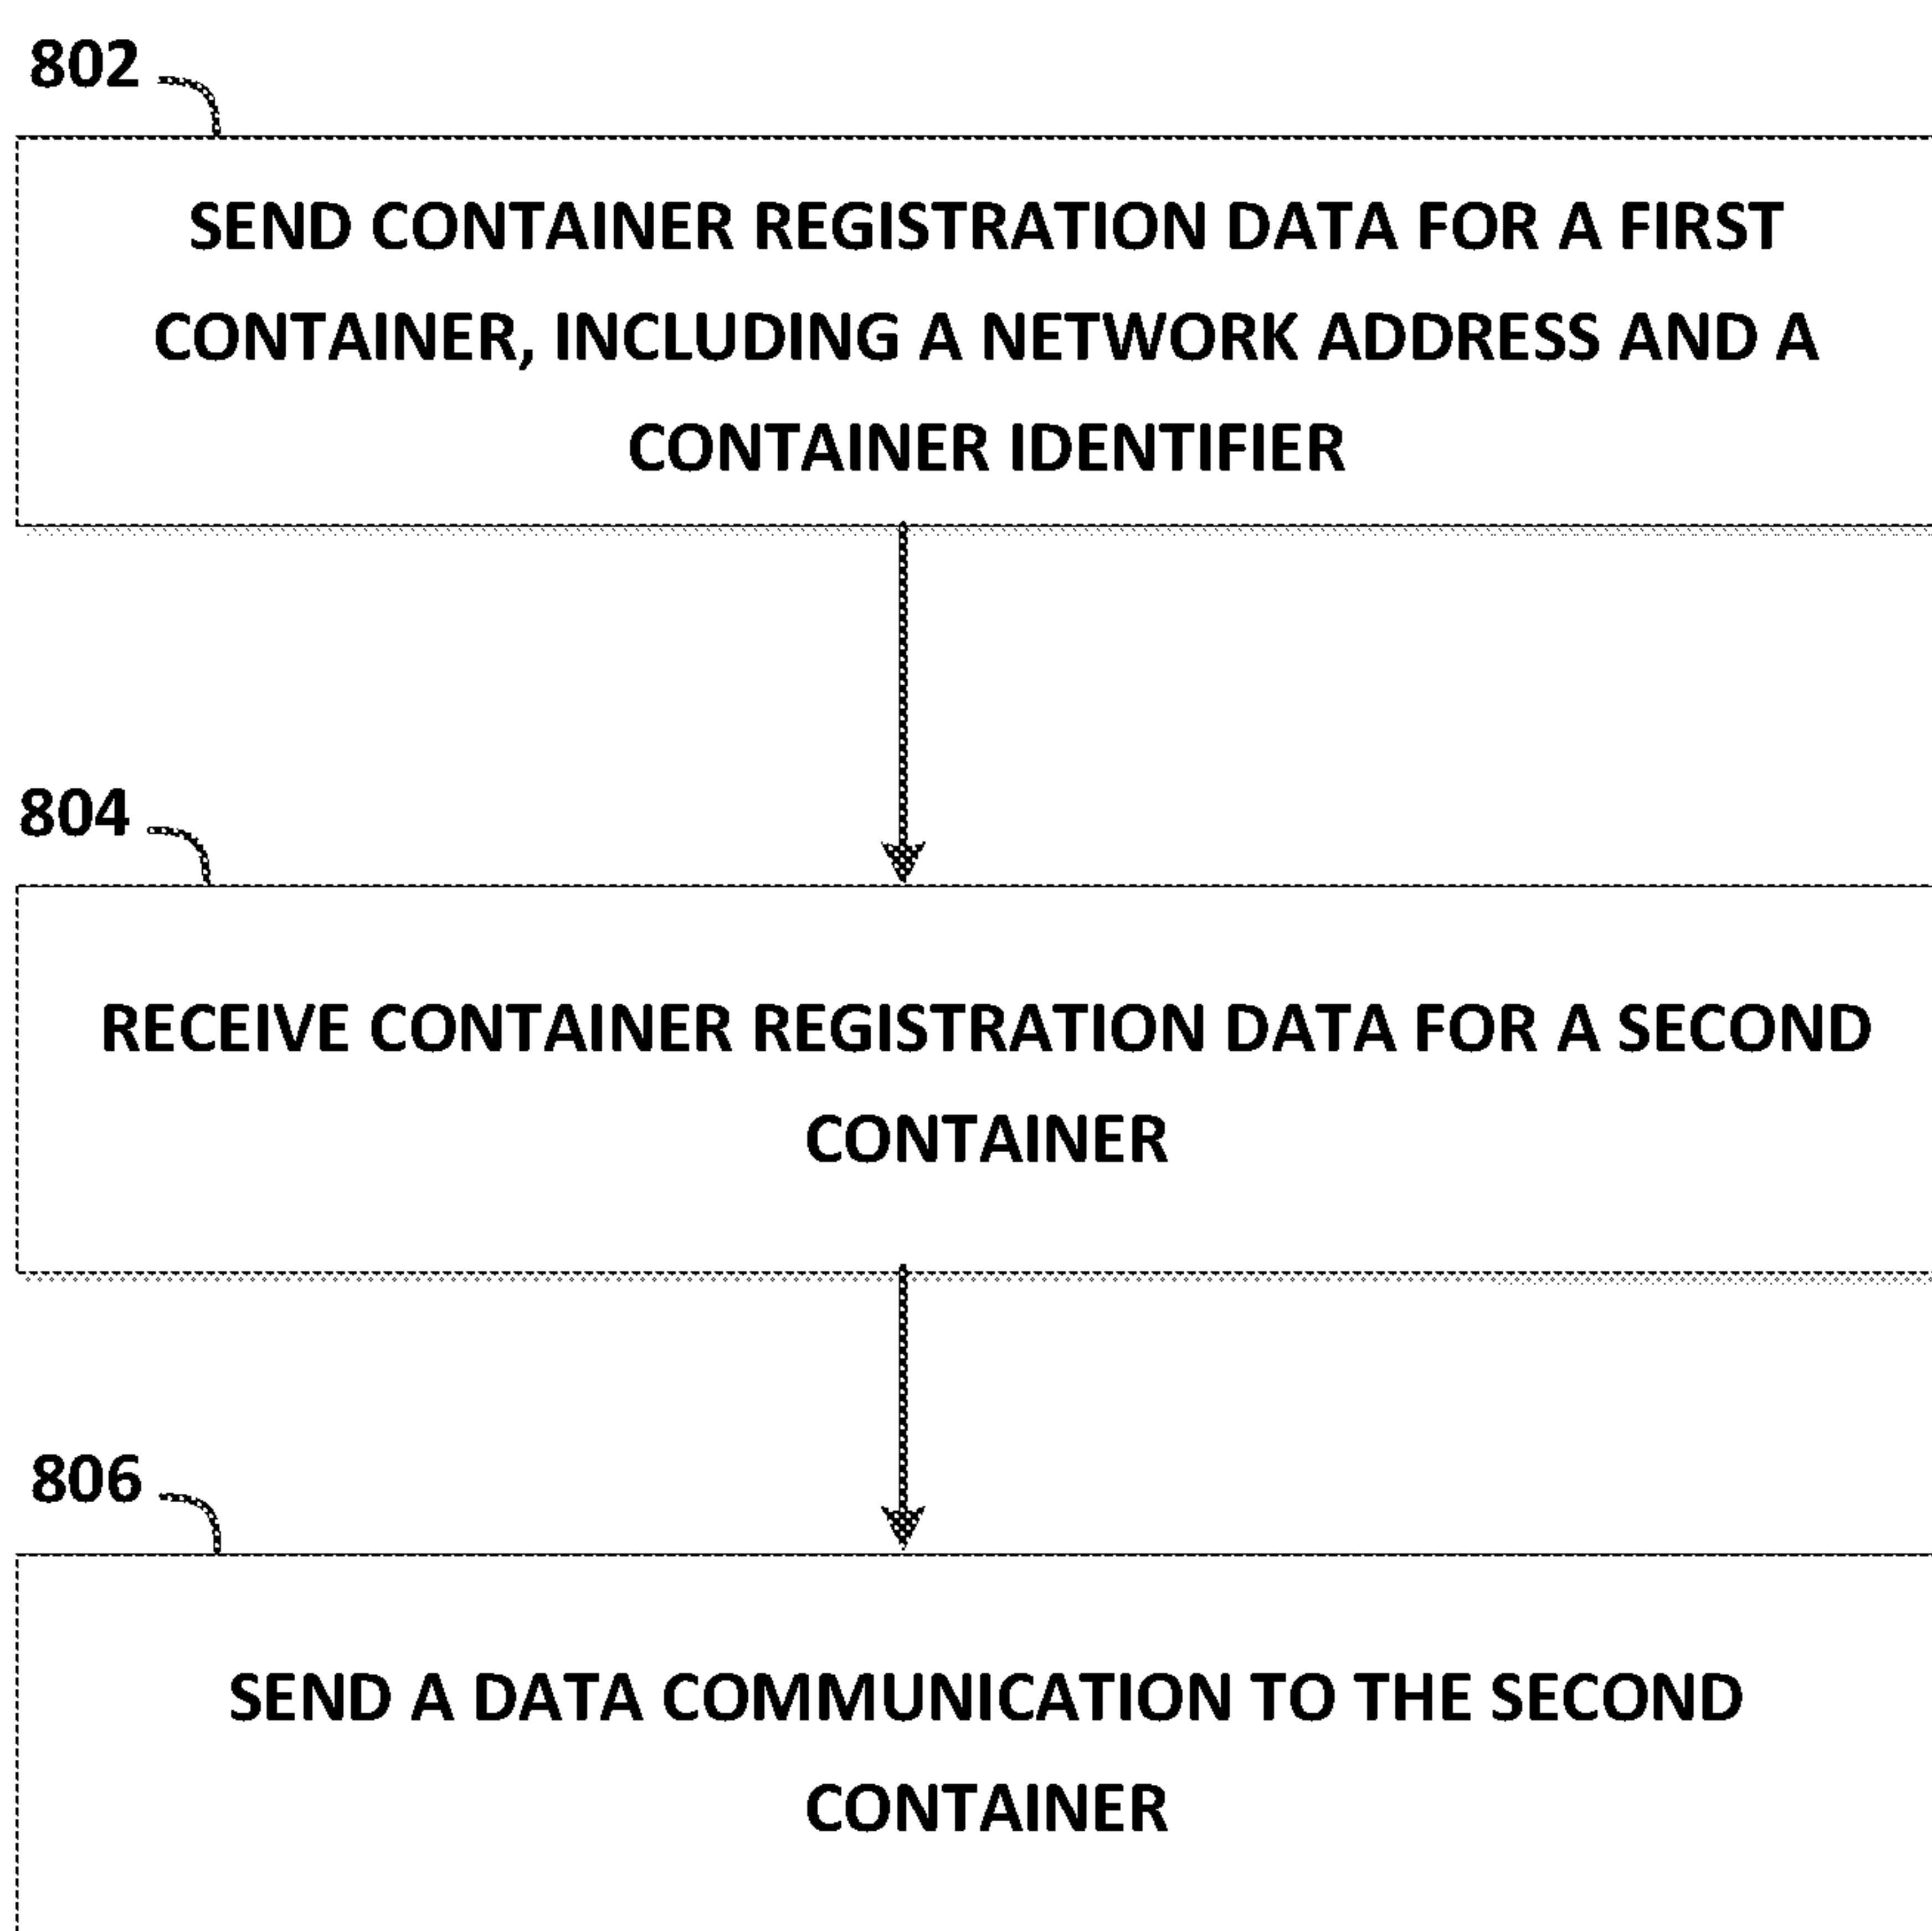 802
SEND CONTAINER REGISTRATION DATA FOR A FIRST
CONTAINER, INCLUDING A NETWORK ADDRESS AND A
CONTAINER IDENTIFIER
804
RECEIVE CONTAINER REGISTRATION DATA FOR A SECOND
CONTAINER
806
SEND A DATA COMMUNICATION TO THE SECOND
CONTAINER